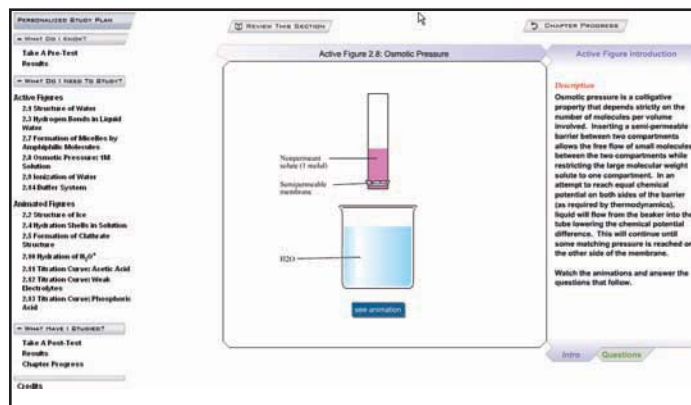 PERSONALIZED STUDY PLAN
WHAT DO I KNOW?
Take A Pre-Test
Results
WHAT DO I NEED TO STUDY?
Active Figures
2.1 Structure of Water
2.3 Hydrogen Bonds in Liquid
Water
2.7 Formation of Micelles by
Amphiphilic Molecules
2.8 Osmotic Pressure: 1M
Solution
2.9 Ionization of Water
2.14 Buffer System
Animated Figures
2.2 Structure of Ice
2.4 Hydration Shells in Solution
2.5 Formation of Clathrate
Structure
2.10 Hydration of H₃O⁺
2.11 Titration Curve: Acetic Acid
2.12 Titration Curve: Weak
Electrolytes
2.13 Titration Curve: Phosphoric
Acid
WHAT HAVE I STUDIED?
Take A Post-Test
Results
Chapter Progress
Credits
REVIEW THIS SECTION
CHAPTER PROGRESS
Active Figure 2.8: Osmotic Pressure
Nonpermeant
solute (1 molal)
Semipermeable
membrane
H2O
see animation
Active Figure Introduction
Description
Osmotic pressure is a colligative
property that depends strictly on the
number of molecules per volume
involved. Inserting a semi-permeable
barrier between two compartments
allows the free flow of small molecules
between the two compartments while
restricting the large molecular weight
solute to one compartment. In an
attempt to reach equal chemical
potential on both sides of the barrier
(as required by thermodynamics),
liquid will flow from the beaker into the
tube lowering the chemical potential
difference. This will continue until
some matching pressure is reached on
the other side of the membrane.
Watch the animations and answer the
questions that follow.
Intro
Questions